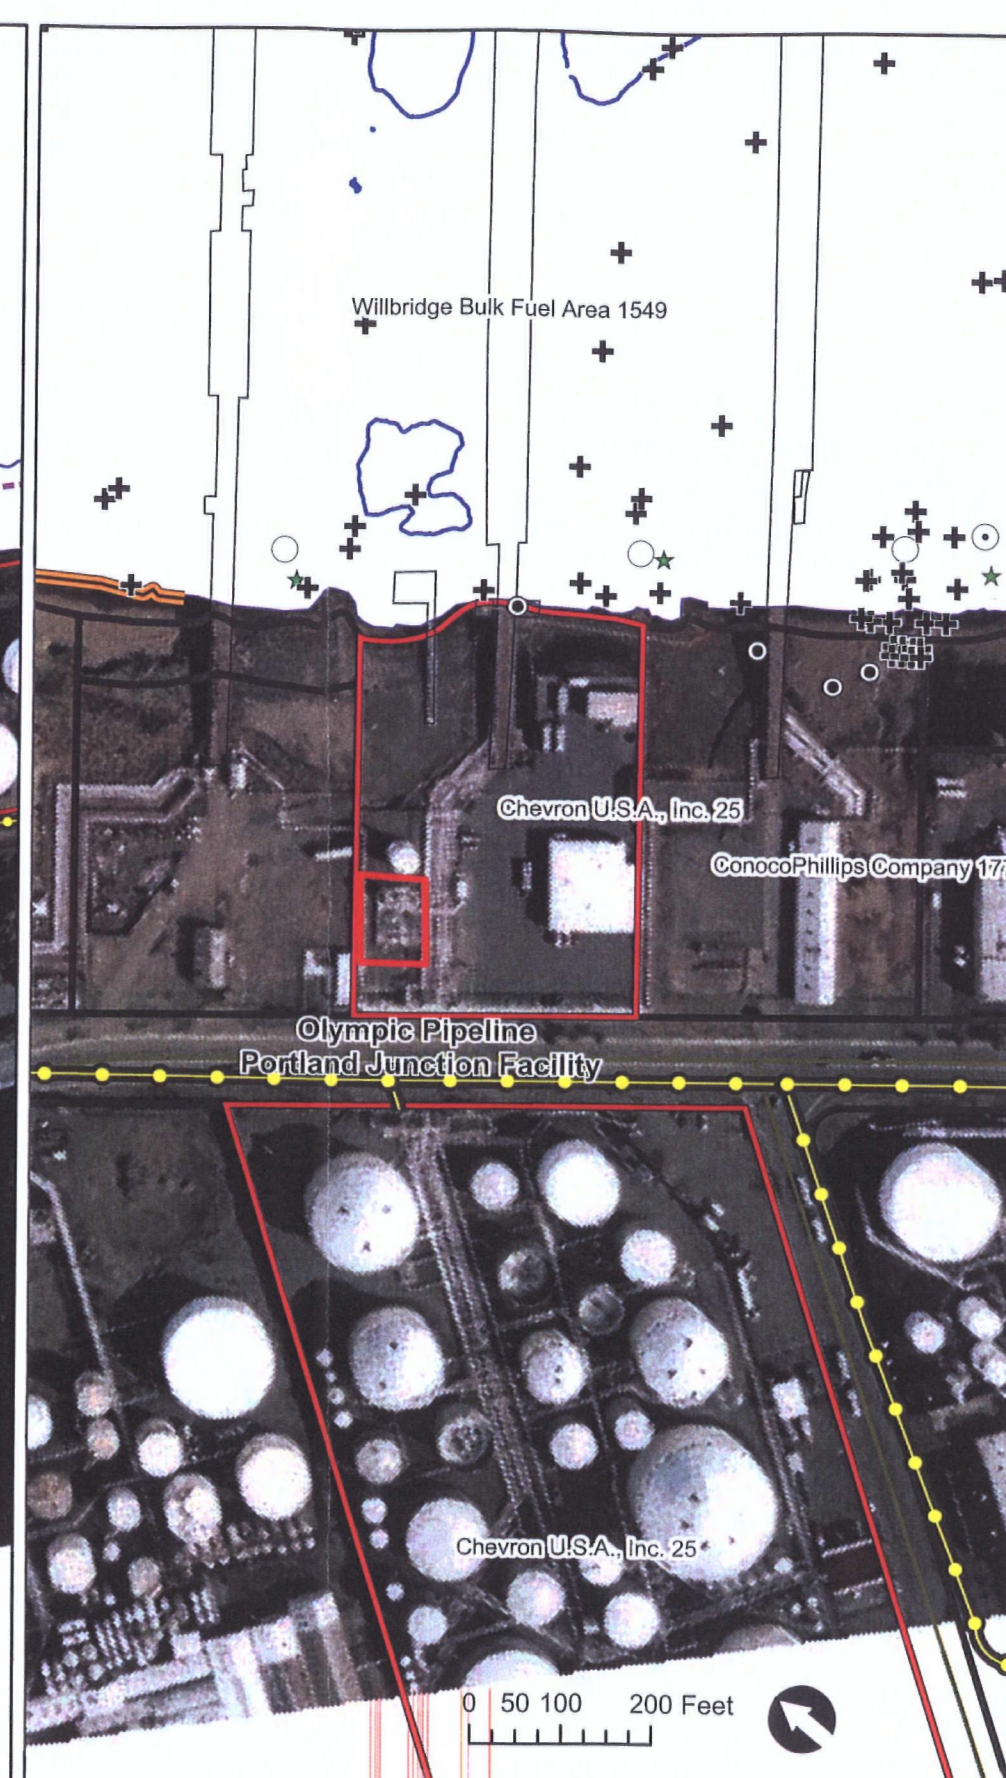 Willbridge Bulk Fuel Area 1549
Chevron U.S.A., Inc. 25
ConocoPhillips Company 17
Olympic Pipeline
Portland Junction Facility
Chevron U.S.A., Inc. 25
0 50 100 200 Feet